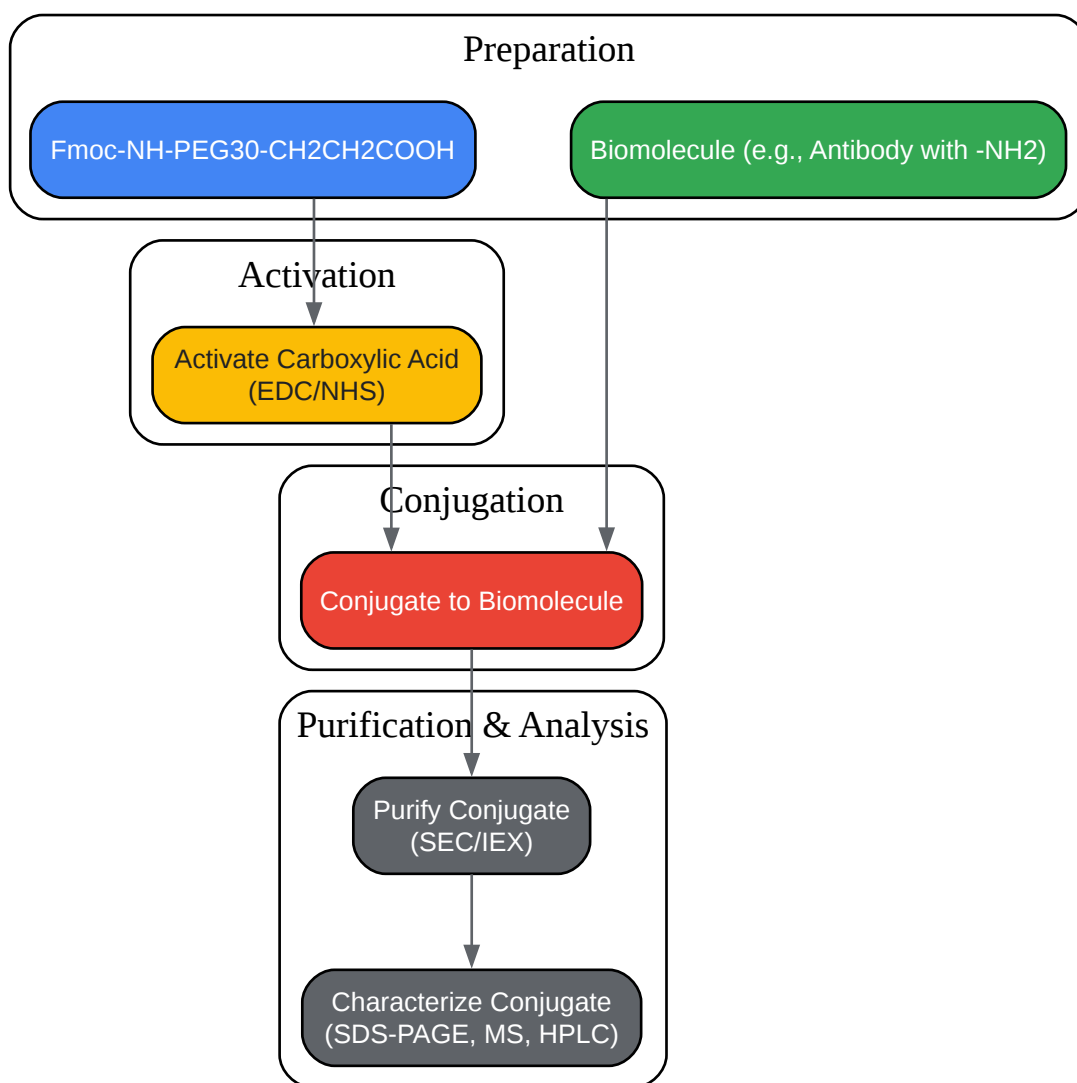 Preparation
Fmoc-NH-PEG30-CH2CH2COOH
Biomolecule (e.g., Antibody with -NH2)
Activation
Activate Carboxylic Acid
(EDC/NHS)
Conjugation
Conjugate to Biomolecule
Purification & Analysis
Purify Conjugate
(SEC/IEX)
Characterize Conjugate
(SDS-PAGE, MS, HPLC)